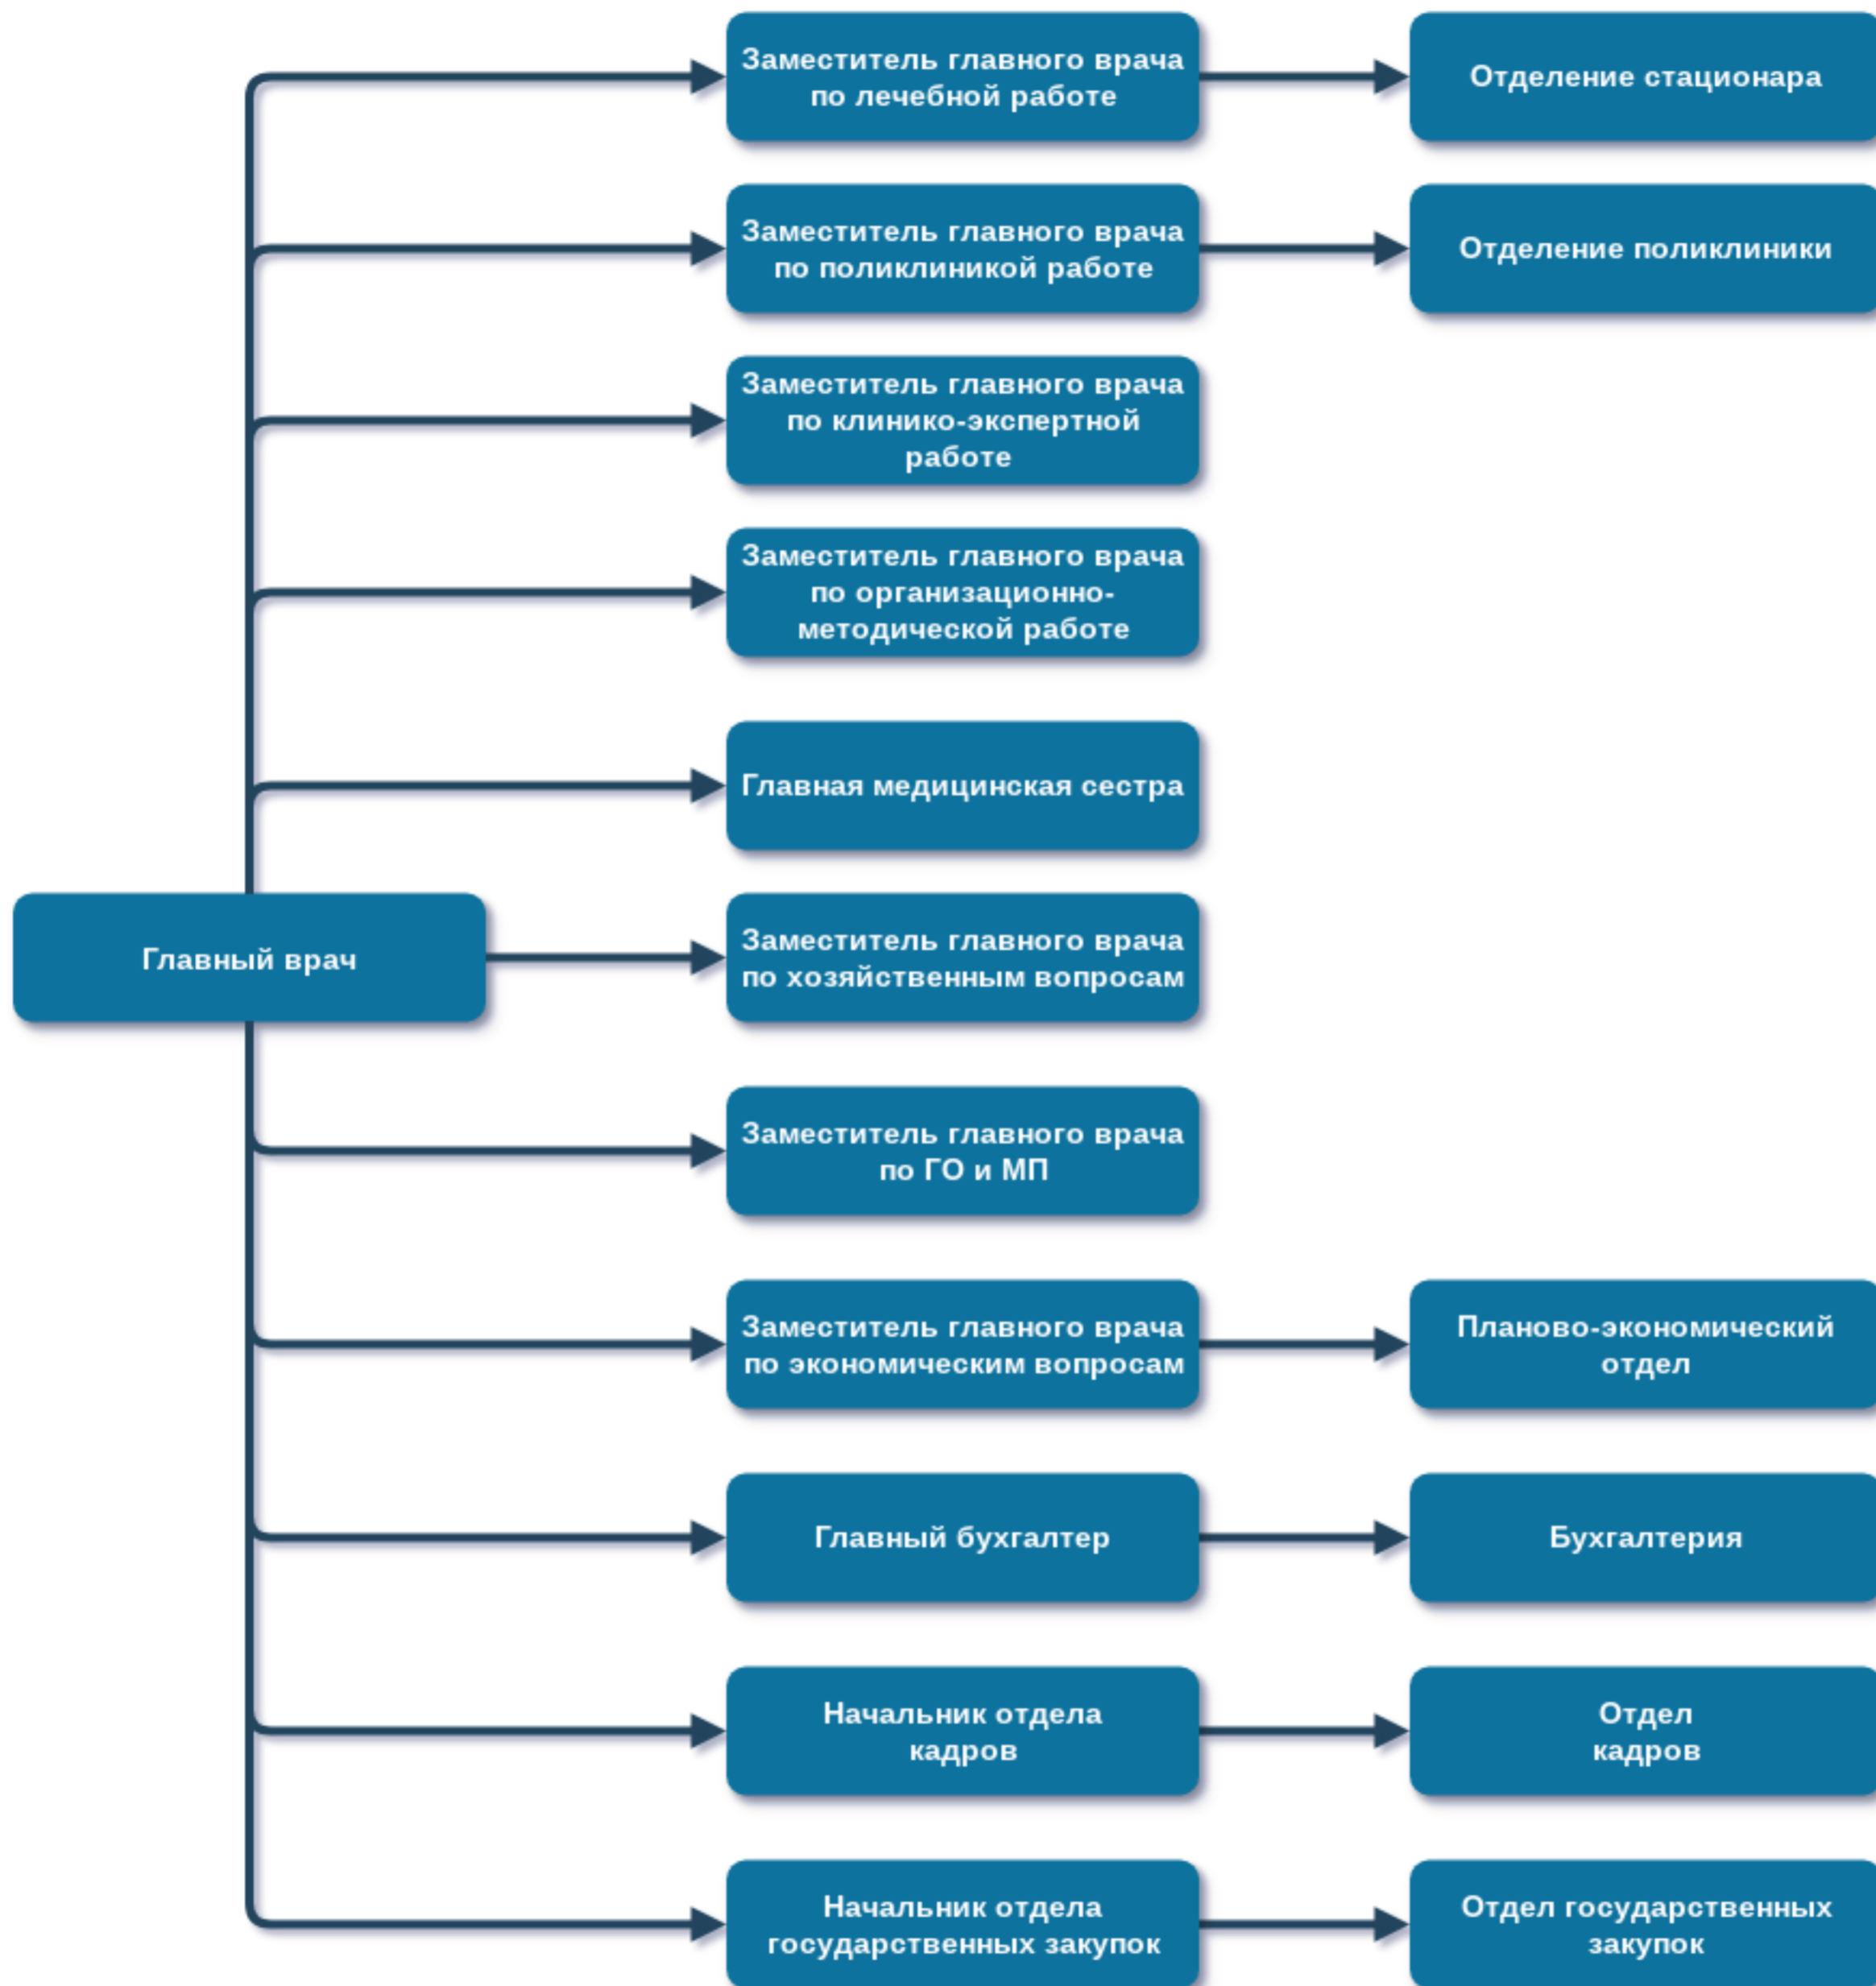 Заместитель главного врача
по лечебной работе
Отделение стационара
Заместитель главного врача
по поликлиникой работе
Отделение поликлиники
Заместитель главного врача
по клинико-экспертной
работе
Заместитель главного врача
по организационно-
методической работе
Главная медицинская сестра
Главный врач
Заместитель главного врача
по хозяйственным вопросам
Заместитель главного врача
по ГО и МП
Заместитель главного врача
по экономическим вопросам
Планово-экономический
отдел
Главный бухгалтер
Бухгалтерия
Начальник отдела
кадров
Отдел
кадров
Начальник отдела
государственных закупок
Отдел государственных
закупок